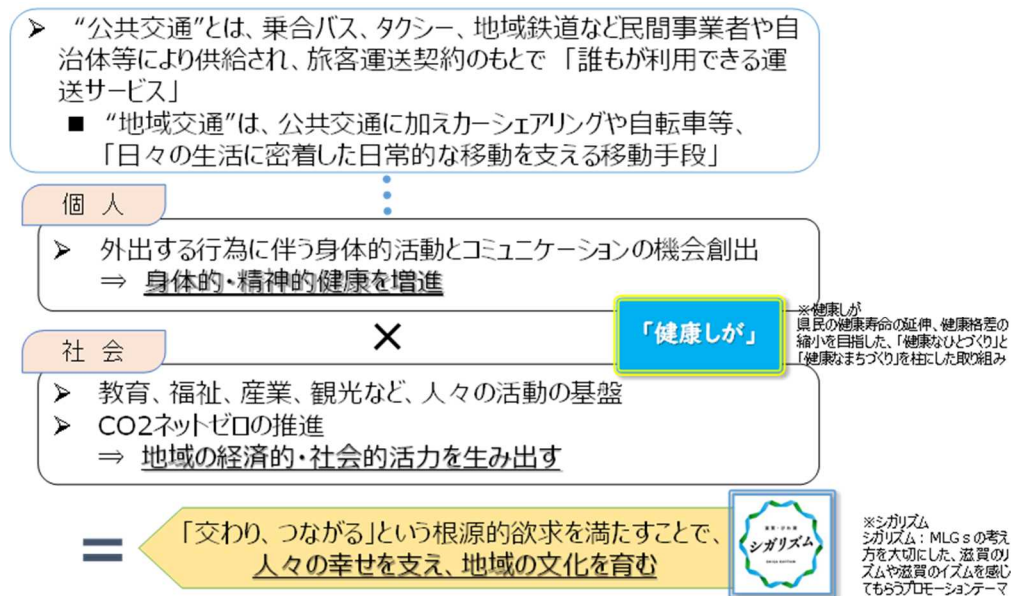 ➤ “公共交通”とは、乗合バス、タクシー、地域鉄道など民間事業者や自
治体等により供給され、旅客運送契約のもとで 「誰もが利用できる運
送サービス」
■ “地域交通”は、公共交通に加えカーシェアリングや自転車等、
「日々の生活に密着した日常的な移動を支える移動手段」
個 人
➤ 外出する行為に伴う身体的活動とコミュニケーションの機会創出
⇒ 身体的・精神的健康を増進
×
「健康しが」
※健康しが
県民の健康寿命の延伸、健康格差の
縮小を目指した、「健康なひとづくり」と
「健康なまちづくり」を柱にした取り組み
社 会
➤ 教育、福祉、産業、観光など、人々の活動の基盤
➤ CO2ネットゼロの推進
⇒ 地域の経済的・社会的活力を生み出す
=
「交わり、つながる」という根源的欲求を満たすことで、
人々の幸せを支え、地域の文化を育む
シガリズム
※シガリズム
シガリズム：MLGsの考え
方を大切にした、滋賀のリ
ズムや滋賀のイズムを感じ
てもらうプロモーションテーマ